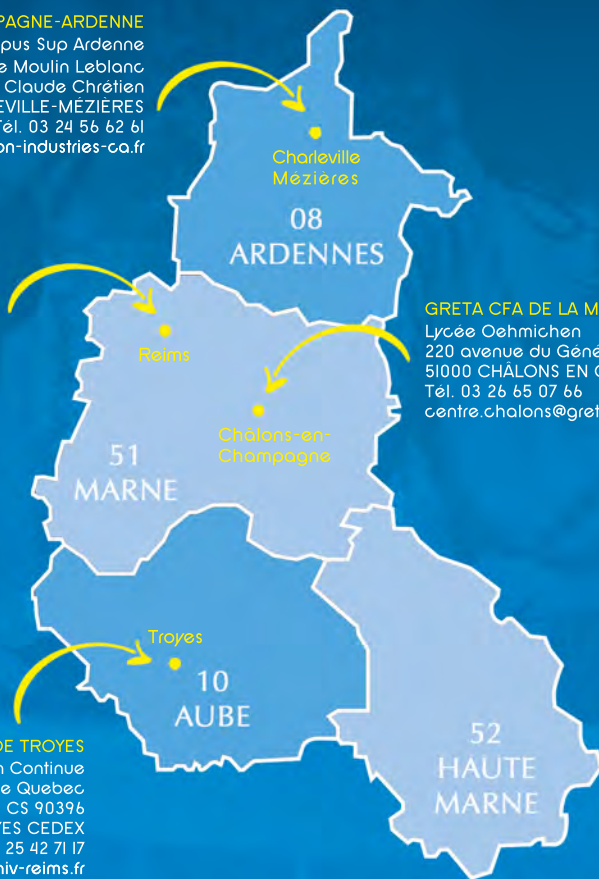 PAGNE-ARDENNE
pus Sup Ardenne
e Moulin Leblanc
Claude Chrétien
EVILLE-MÉZIÈRES
Tél. 03 24 56 62 61
on-industries-ca.fr
Charleville
Mézières
08
ARDENNES
Reims
GRETA CFA DE LA M
Lycée Oehmichen
220 avenue du Géné
51000 CHÂLONS EN C
Tél. 03 26 65 07 66
centre.chalons@gret
Châlons-en-
Champagne
51
MARNE
Troyes
10
AUBE
52
HAUTE
MARNE
DE TROYES
n Continue
e Quebec
CS 90396
YES CEDEX
25 42 71 17
niv-reims.fr